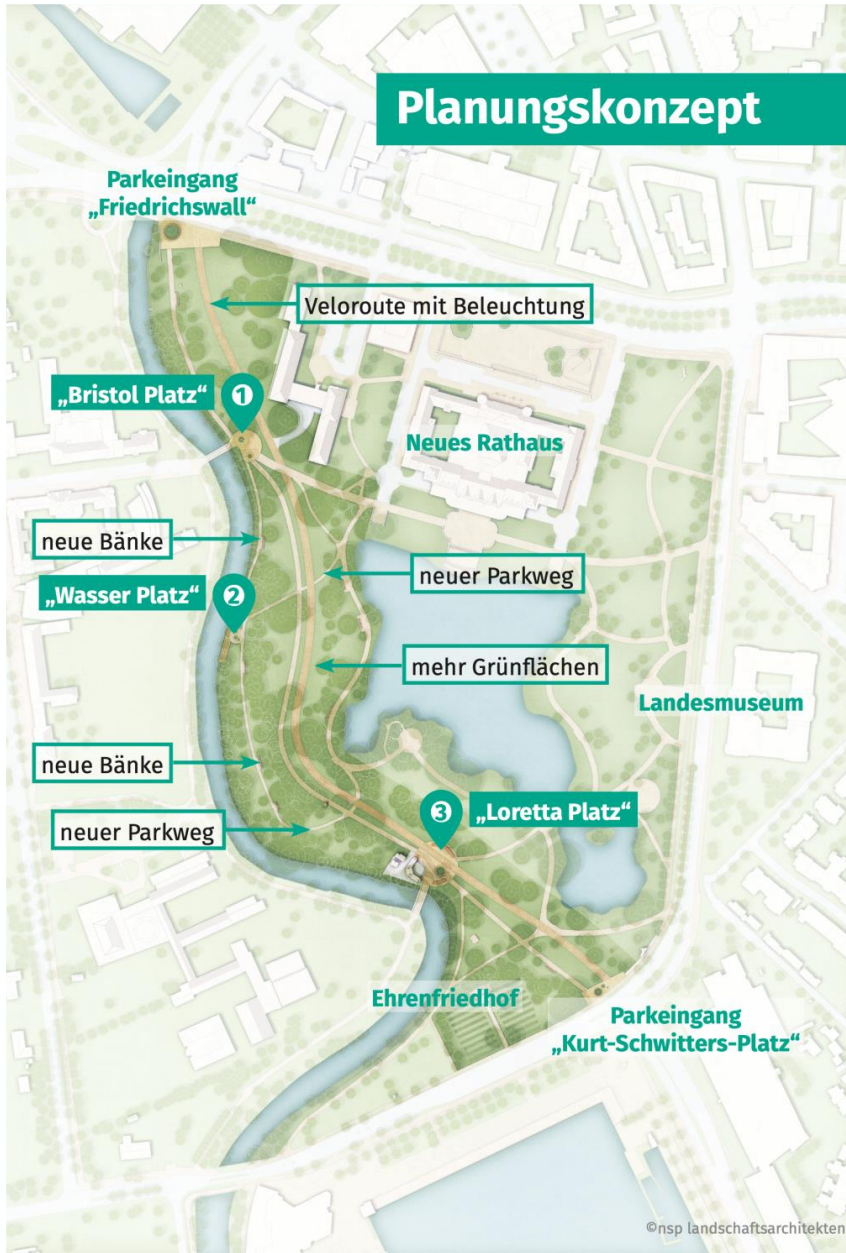 Planungskonzept
Parkeingang
„Friedrichswall“
Veloroute mit Beleuchtung
„Bristol Platz“
1
Neues Rathaus
neue Bänke
neuer Parkweg
„Wasser Platz“
2
mehr Grünflächen
Landesmuseum
neue Bänke
3
„Loretta Platz“
neuer Parkweg
Ehrenfriedhof
Parkeingang
„Kurt-Schwitters-Platz“
©nsp landschaftsarchitekten